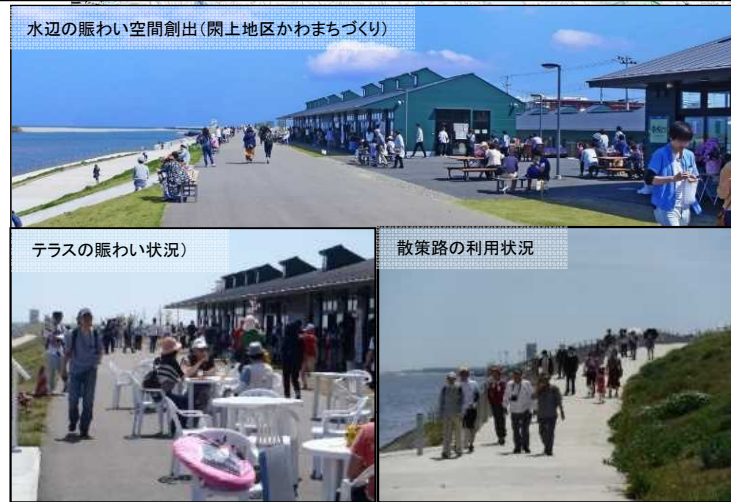 水辺の賑わい空間創出（閖上地区かわまちづくり）
テラスの賑わい状況）
散策路の利用状況